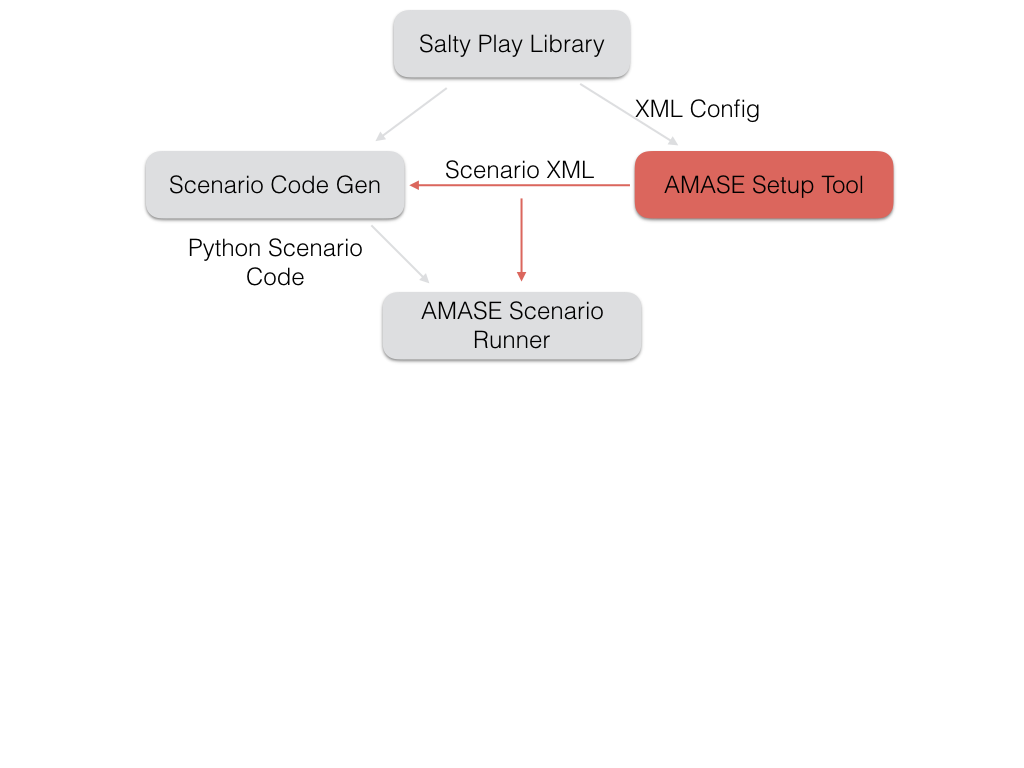 Salty Play Library
XML Config
Scenario XML
Scenario Code Gen
AMASE Setup Tool
Python Scenario
Code
AMASE Scenario
Runner